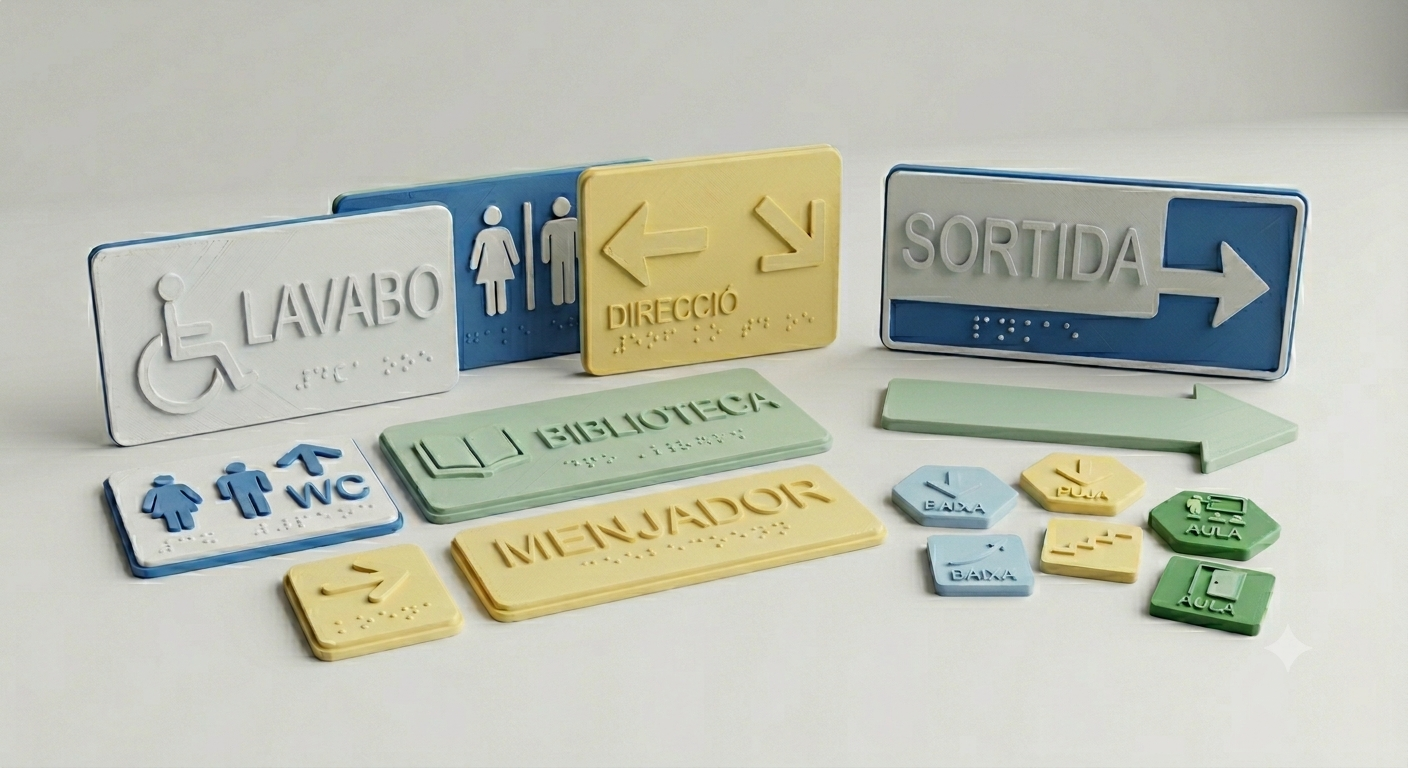 LAVABO
DIRECCIÓ
SORTIDA
BIBLIOTECA
WC
MENJADOR
BAIXA
PUJA
AULA
BAIXA
AULA